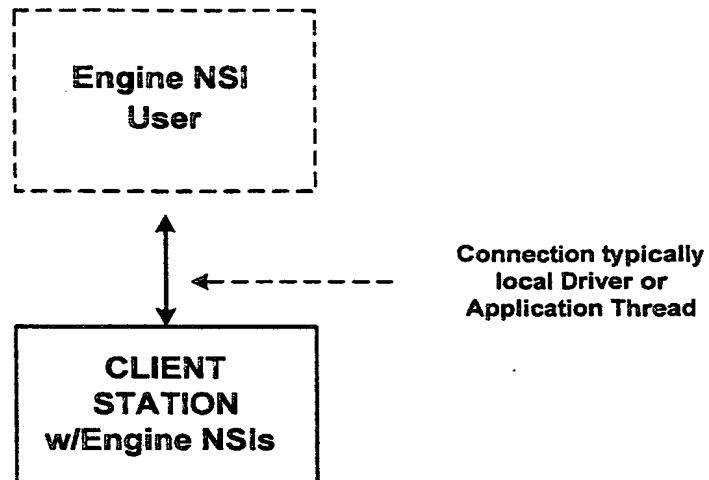 Engine NSI
User
Connection typically
local Driver or
Application Thread
CLIENT
STATION
w/Engine NSIs